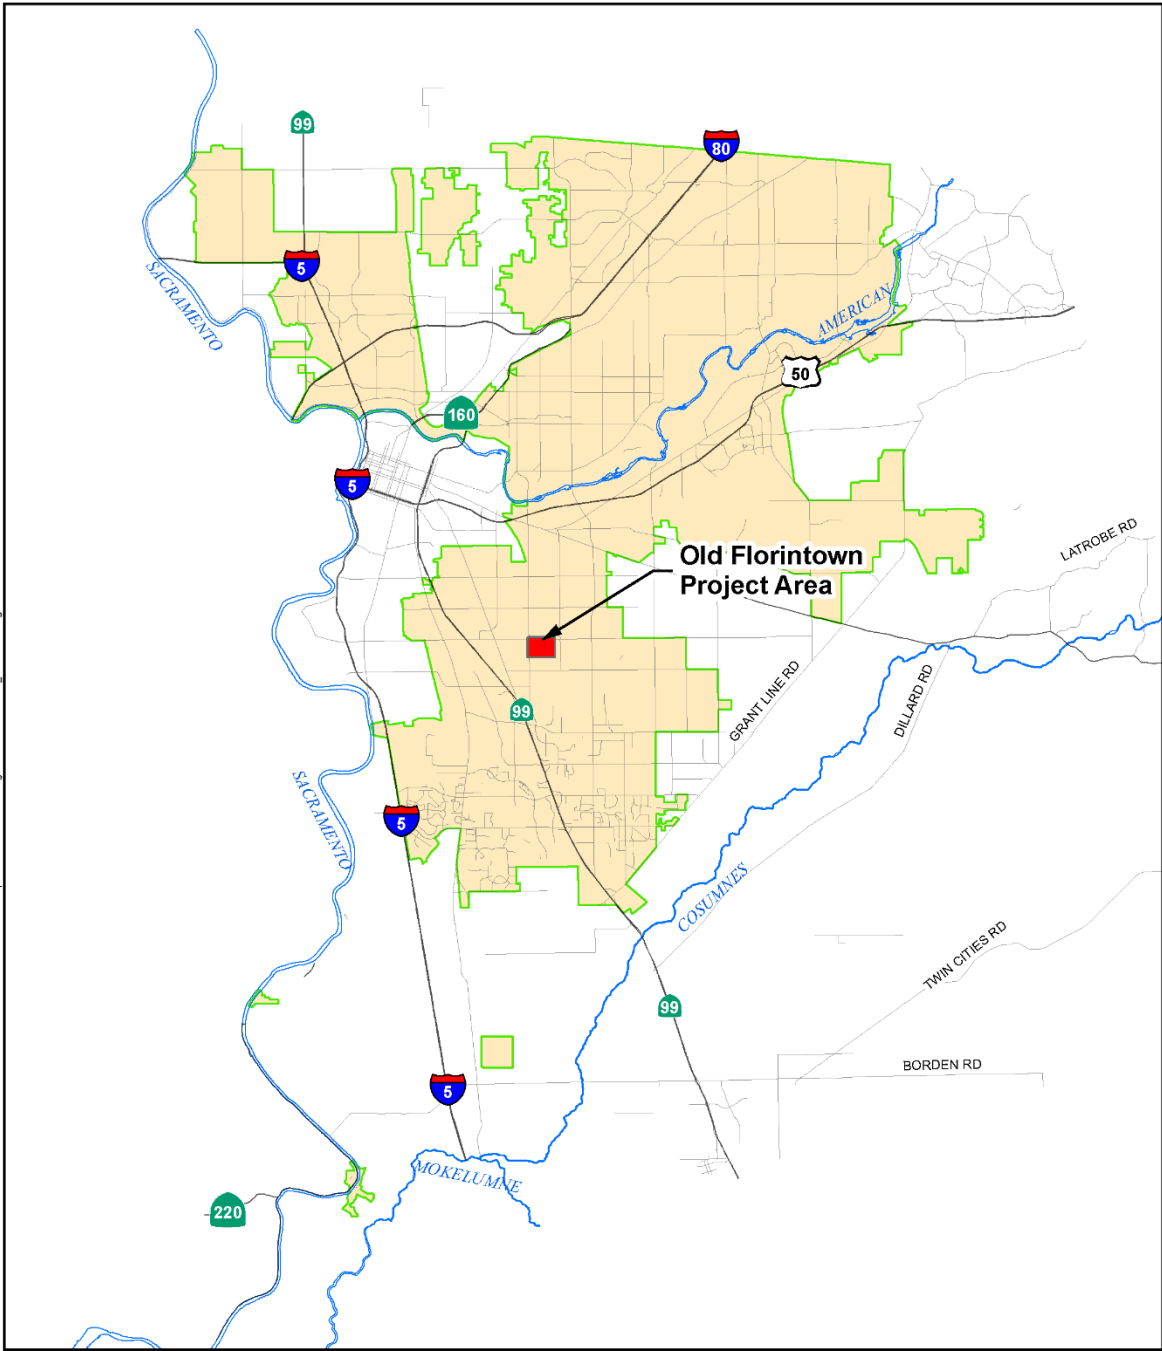 99
80
5
SACRAMENTO
AMERICAN
50
160
5
LATROBE RD
Old Florintown
Project Area
GRANT LINE RD
DILLARD RD
99
SACRAMENTO
5
COSUMNES
TWIN CITIES RD
99
BORDEN RD
5
MOKELUMNE
220